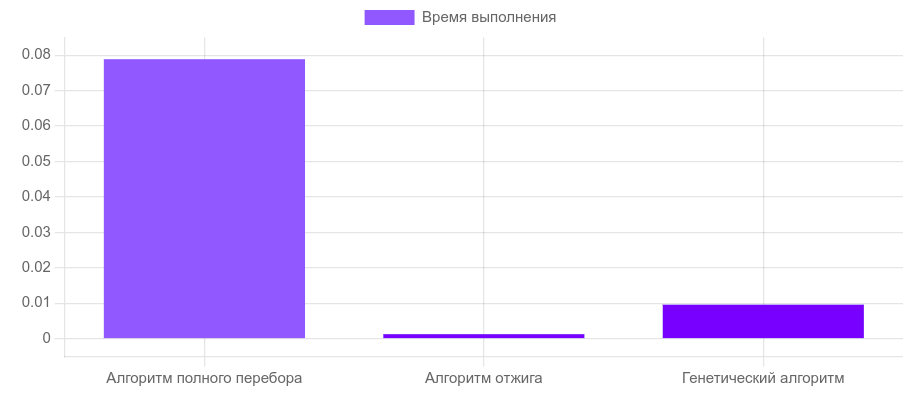 Время выполнения
0.08
0.07
0.06
0.05
0.04
0.03
0.02
0.01
0
Алгоритм полного перебора
Алгоритм отжига
Генетический алгоритм